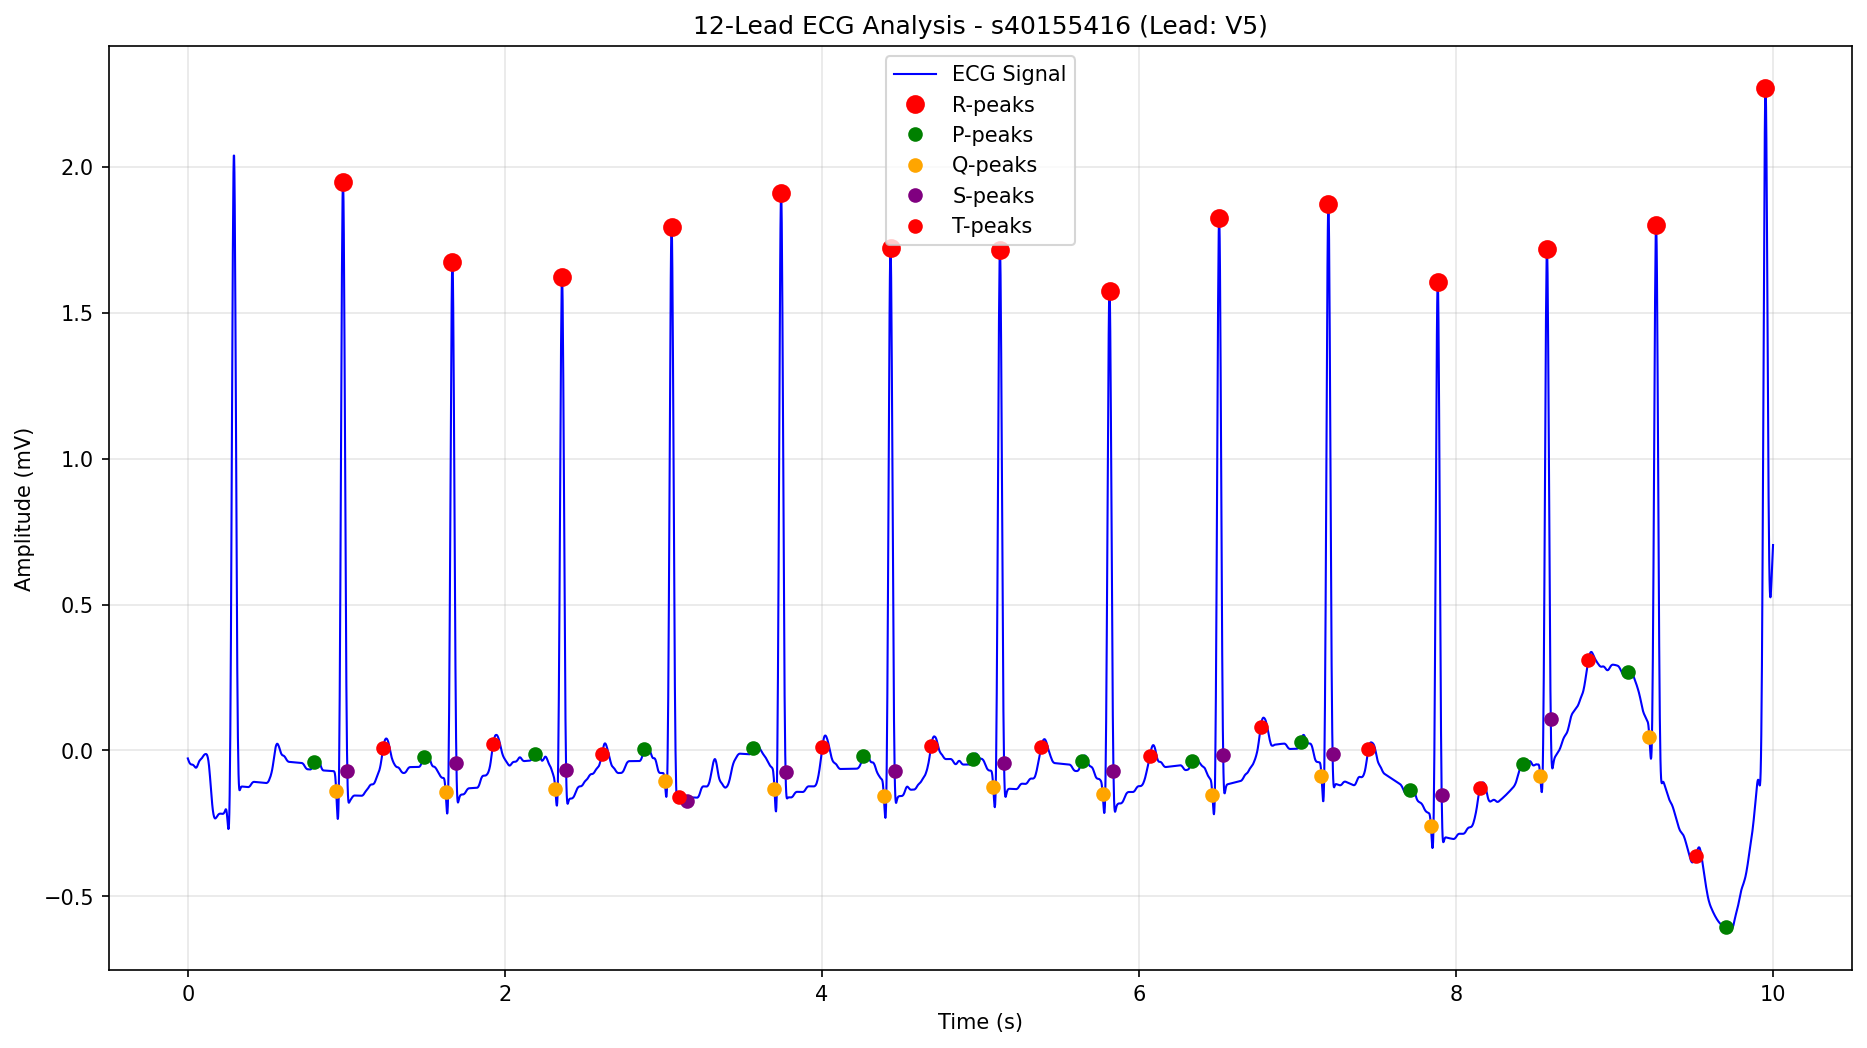 12-Lead ECG Analysis - s40155416 (Lead: V5)
ECG Signal
R-peaks
P-peaks
Q-peaks
S-peaks
T-peaks
Amplitude (mV)
2.0
1.5
1.0
0.5
0.0
−0.5
0 2 4 6 8 10
Time (s)